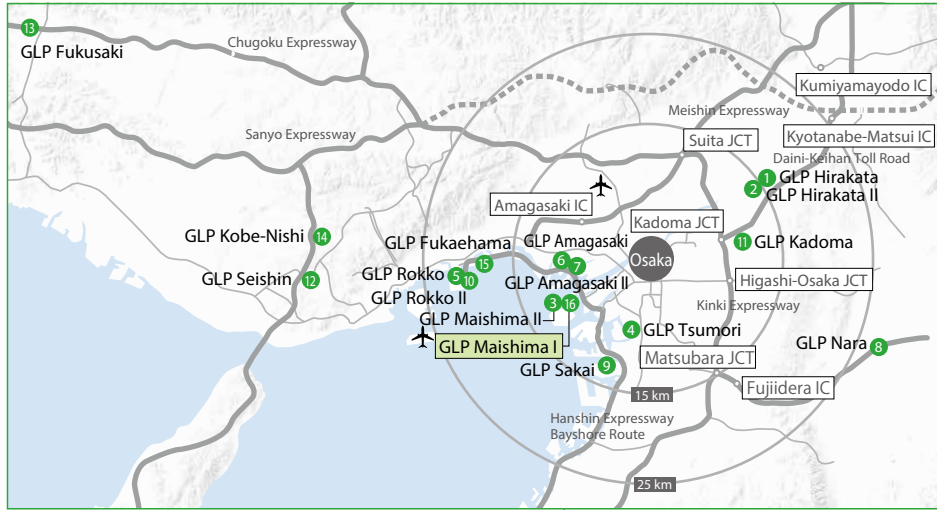 13
GLP Fukusaki
Chugoku Expressway
Kumiyamayodo IC
Meishin Expressway
Sanyo Expressway
Suita JCT
Kyotanabe-Matsui IC
Daini-Keihan Toll Road
1 GLP Hirakata
2 GLP Hirakata II
Amagasaki IC
Kadoma JCT
GLP Kobe-Nishi 14
GLP Fukaehama
15
GLP Amagasaki
6 7
GLP Amagasaki II
Osaka
11 GLP Kadoma
GLP Seishin 12
GLP Rokko 5
10
GLP Rokko II
Higashi-Osaka JCT
3 16
GLP Maishima II
Kinki Expressway
GLP Maishima I
4 GLP Tsumori
GLP Nara 8
Matsubara JCT
GLP Sakai 9
Fujiidera IC
15 km
Hanshin Expressway
Bayshore Route
25 km